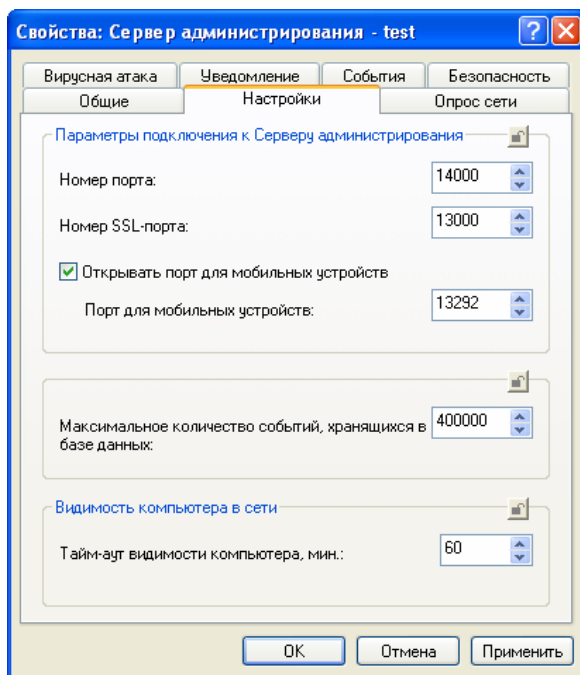 Свойства: Сервер администрирования - test
Вирусная атака Уведомление События Безопасность
Общие Настройки Опрос сети
Параметры подключения к Серверу администрирования
Номер порта: 14000
Номер SSL-порта: 13000
Открывать порт для мобильных устройств
Порт для мобильных устройств: 13292
Максимальное количество событий, хранящихся в 400000
базе данных:
Видимость компьютера в сети
Тайм-аут видимости компьютера, мин.: 60
OK Отмена Применить